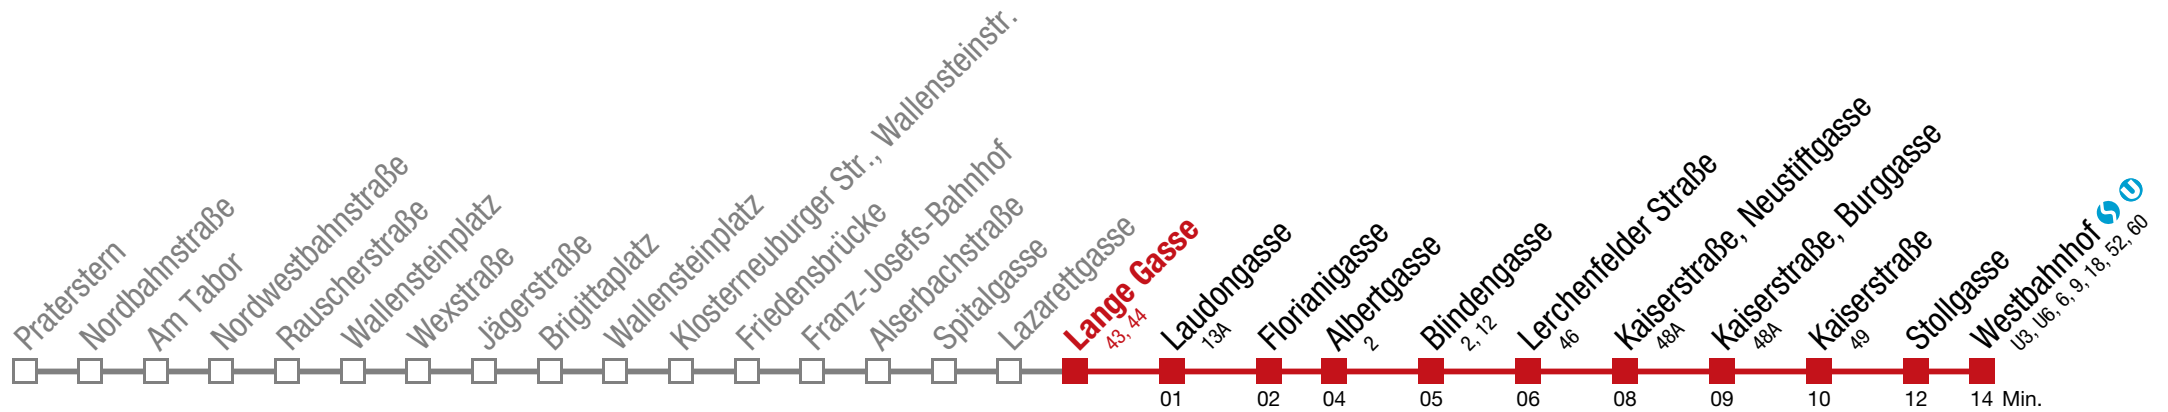 Praterstern
Nordbahnstraße
Am Tabor
Nordwestbahnstraße
Rauscherstraße
Wallensteinplatz
Wexstraße
Jägerstraße
Brigittaplatz
Wallensteinplatz
Klosterneuburger Str., Wallensteinstr.
Friedensbrücke
Franz-Josefs-Bahnhof
Alserbachstraße
Spitalgasse
Lazarettgasse
Lange Gasse
43, 44
Laudongasse
13A
Florianigasse
Albertgasse
2
Blindengasse
2, 12
Lerchenfelder Straße
46
Kaiserstraße, Neustiftgasse
48A
Kaiserstraße, Burggasse
48A
Kaiserstraße
49
Stollgasse
Westbahnhof S U
U3, U6, 6, 9, 18, 52, 60
01 02 04 05 06 08 09 10 12 14 Min.